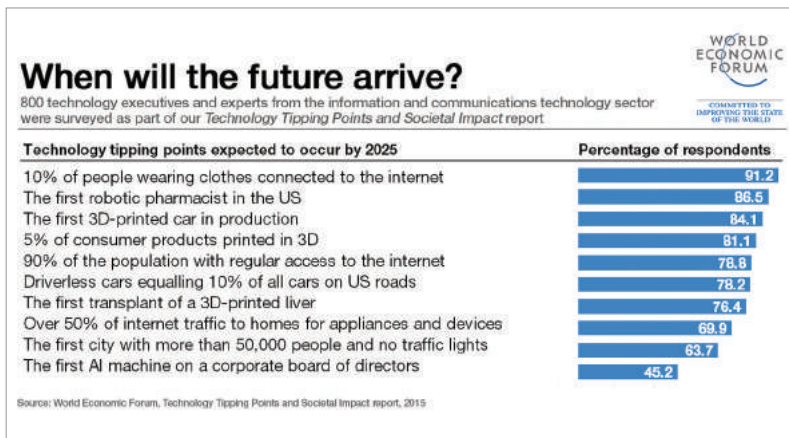 WORLD
ECONOMIC
FORUM
COMMITTED TO
IMPROVING THE STATE
OF THE WORLD
When will the future arrive?
800 technology executives and experts from the information and communications technology sector
were surveyed as part of our Technology Tipping Points and Societal Impact report
Technology tipping points expected to occur by 2025 Percentage of respondents
10% of people wearing clothes connected to the internet 91.2
The first robotic pharmacist in the US 86.5
The first 3D-printed car in production 84.1
5% of consumer products printed in 3D 81.1
90% of the population with regular access to the internet 78.8
Driverless cars equalling 10% of all cars on US roads 78.2
The first transplant of a 3D-printed liver 76.4
Over 50% of internet traffic to homes for appliances and devices 69.9
The first city with more than 50,000 people and no traffic lights 63.7
The first AI machine on a corporate board of directors 45.2
Source: World Economic Forum, Technology Tipping Points and Societal Impact report, 2015